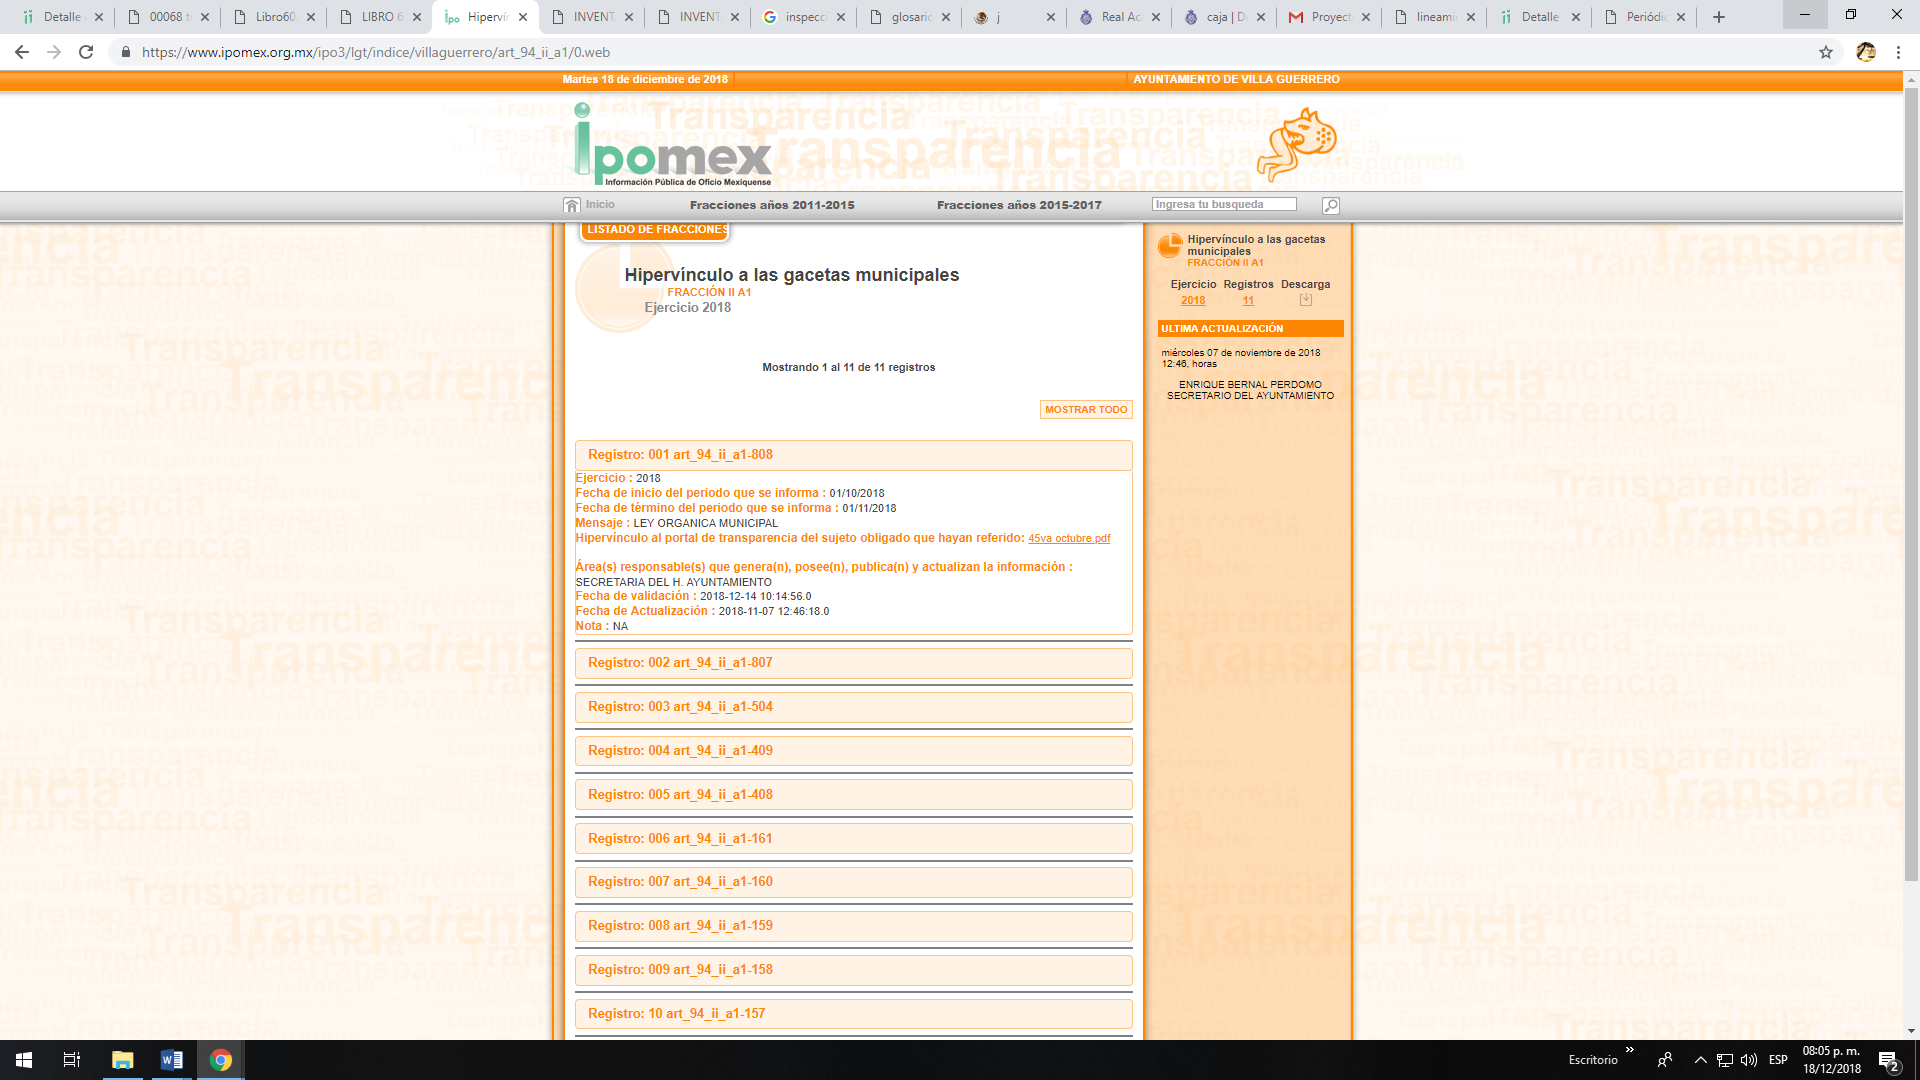 Detalle
00068 t
Libro60.
LIBRO 6
Hipervín
INVENT
INVENT
inspecci
glosario
j
Real Ac
caja | D
Proyect
lineami
Detalle
Periódic
https://www.ipomex.org.mx/ipo3/lgt/indice/villaguerrero/art_94_ii_a1/0.web
Martes 18 de diciembre de 2018
AYUNTAMIENTO DE VILLA GUERRERO
Transparencia
ipomex
Información Pública de Oficio Mexiquense
Inicio
Fracciones años 2011-2015
Fracciones años 2015-2017
Ingresa tu busqueda
LISTADO DE FRACCIONES
Hipervínculo a las gacetas municipales
FRACCIÓN II A1
Ejercicio 2018
Mostrando 1 al 11 de 11 registros
MOSTRAR TODO
Registro: 001 art_94_ii_a1-808
Ejercicio : 2018
Fecha de inicio del periodo que se informa : 01/10/2018
Fecha de término del periodo que se informa : 01/11/2018
Mensaje : LEY ORGANICA MUNICIPAL
Hipervínculo al portal de transparencia del sujeto obligado que hayan referido: 45va octubre.pdf
Área(s) responsable(s) que genera(n), posee(n), publica(n) y actualizan la información :
SECRETARIA DEL H. AYUNTAMIENTO
Fecha de validación : 2018-12-14 10:14:56.0
Fecha de Actualización : 2018-11-07 12:46:18.0
Nota : NA
Registro: 002 art_94_ii_a1-807
Registro: 003 art_94_ii_a1-504
Registro: 004 art_94_ii_a1-409
Registro: 005 art_94_ii_a1-408
Registro: 006 art_94_ii_a1-161
Registro: 007 art_94_ii_a1-160
Registro: 008 art_94_ii_a1-159
Registro: 009 art_94_ii_a1-158
Registro: 10 art_94_ii_a1-157
Hipervínculo a las gacetas
municipales
FRACCIÓN II A1
Ejercicio Registros Descarga
2018 11
ULTIMA ACTUALIZACIÓN
miércoles 07 de noviembre de 2018
12:46, horas
ENRIQUE BERNAL PERDOMO
SECRETARIO DEL AYUNTAMIENTO
Escritorio
ESP
08:05 p. m.
18/12/2018
2